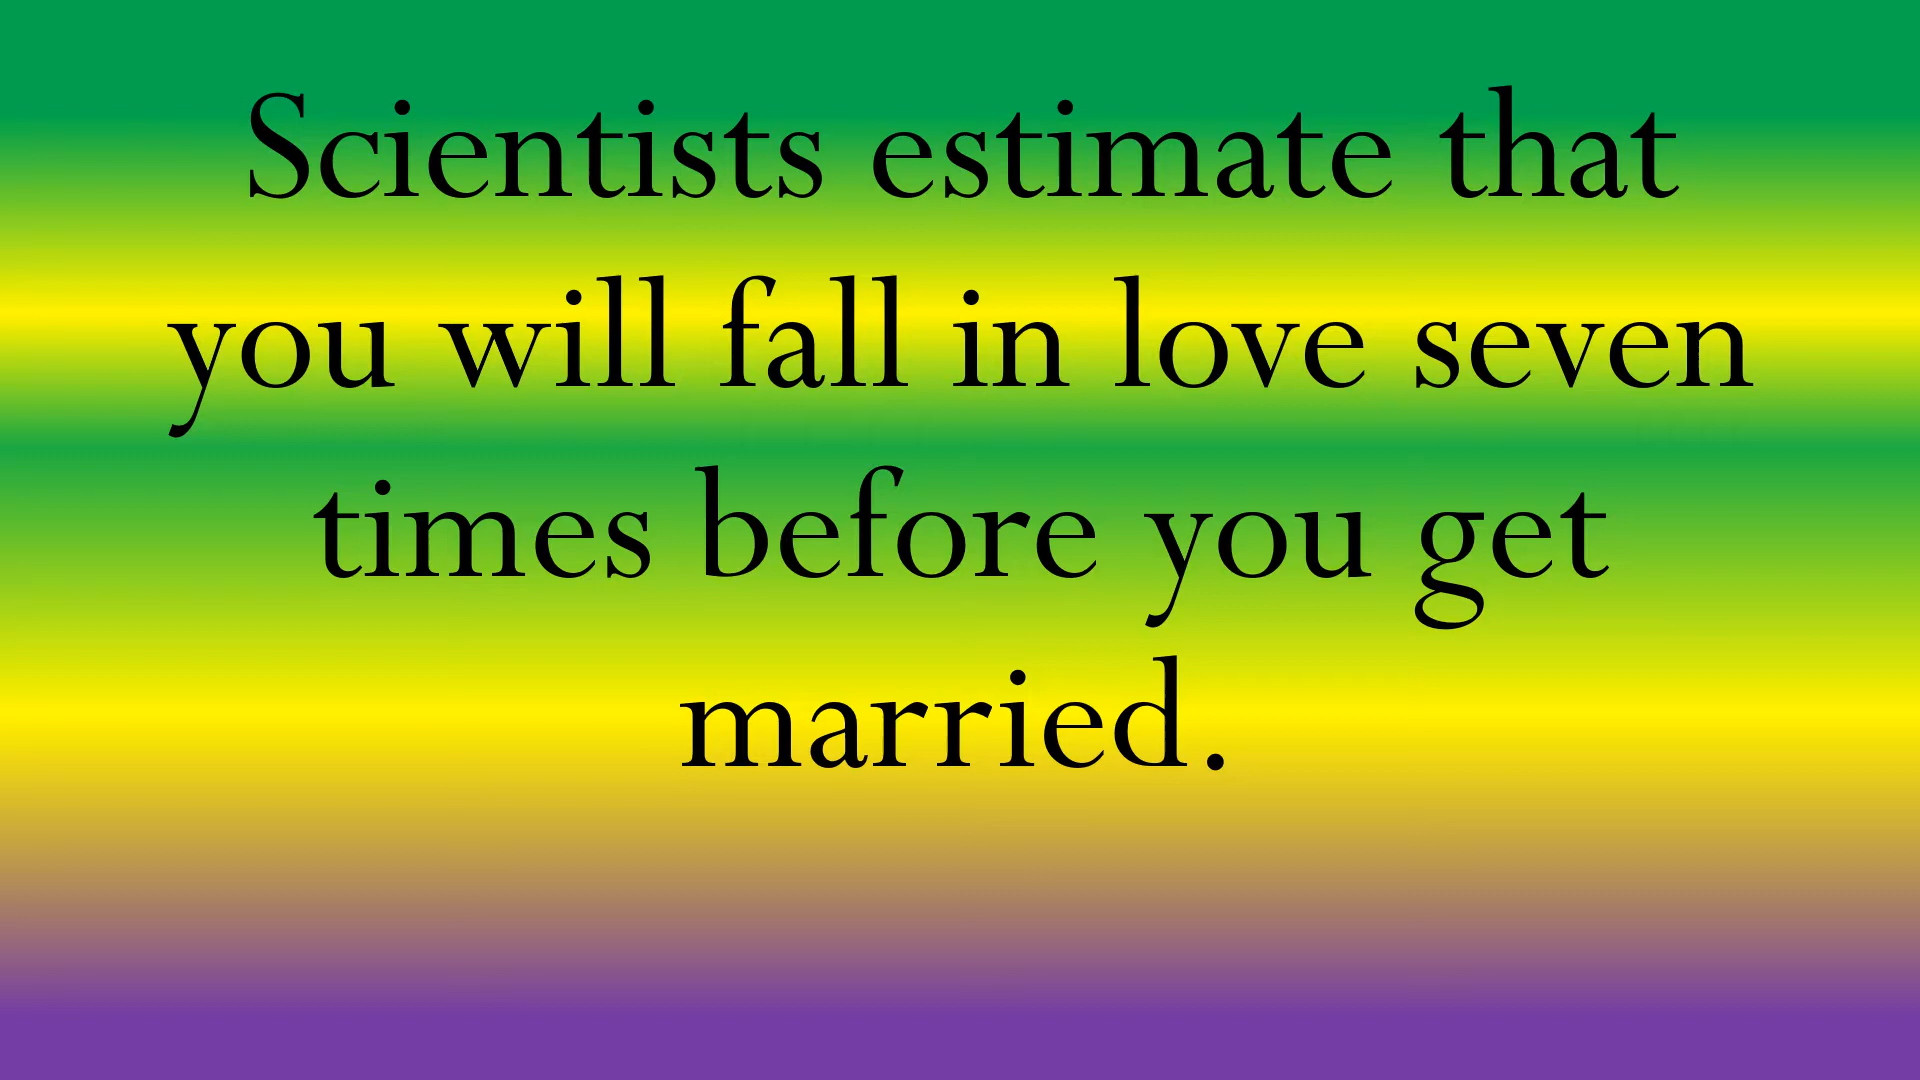 Scientists estimate that
you will fall in love seven
times before you get
married.